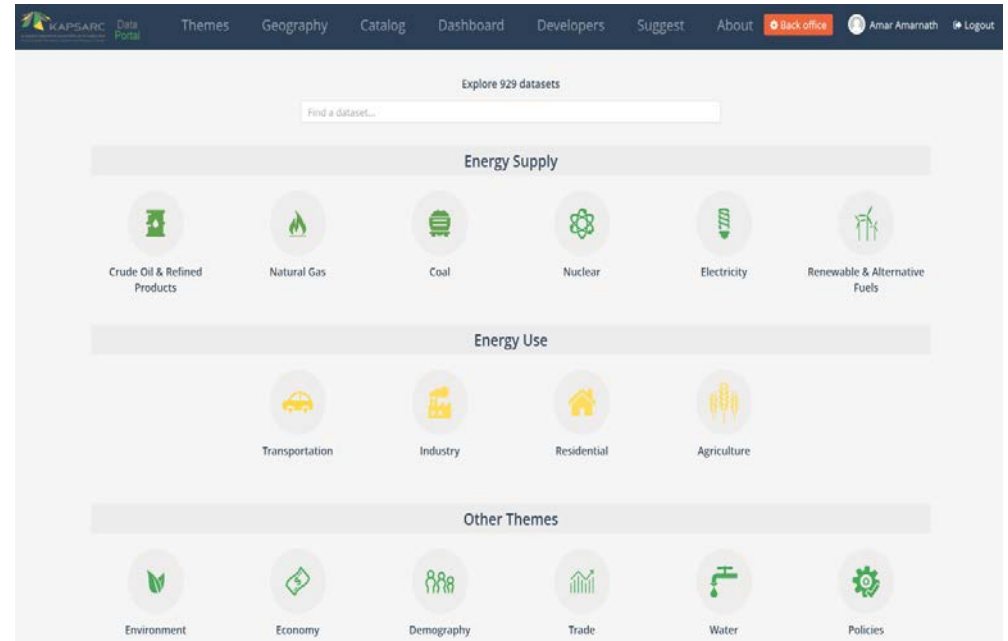 KAPSARC Data Portal Themes Geography Catalog Dashboard Developers Suggest About Back office Amar Amarnath Logout
Explore 929 datasets
Find a dataset...
Energy Supply
Crude Oil & Refined Products
Natural Gas
Coal
Nuclear
Electricity
Renewable & Alternative Fuels
Energy Use
Transportation
Industry
Residential
Agriculture
Other Themes
Environment
Economy
Demography
Trade
Water
Policies